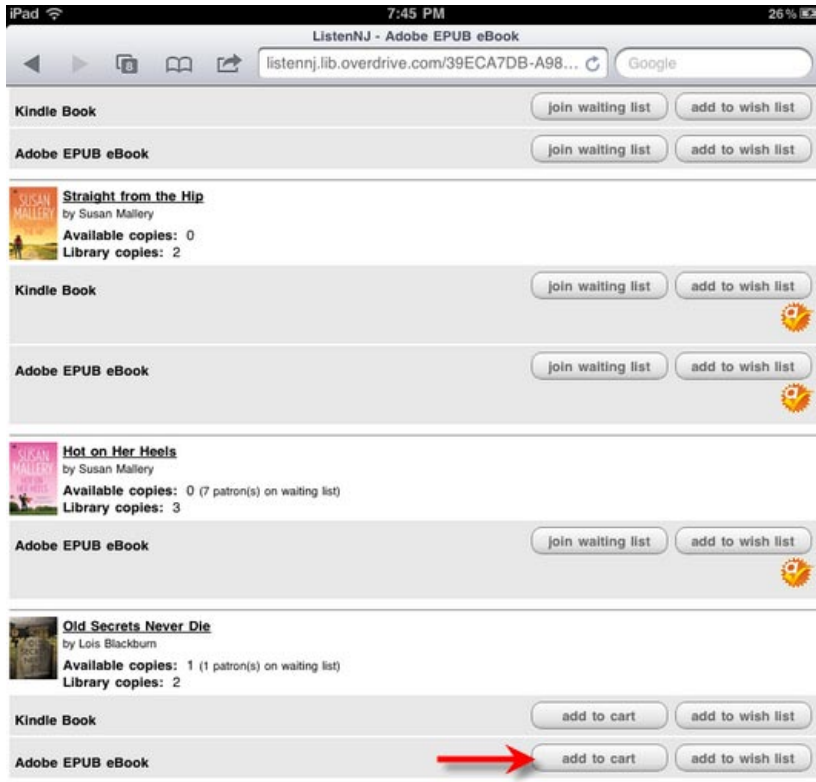 iPad 7:45 PM 26%
ListenNJ - Adobe EPUB eBook
8 listennj.lib.overdrive.com/39ECA7DB-A98... Google
Kindle Book join waiting list add to wish list
Adobe EPUB eBook join waiting list add to wish list
SUSAN MALLERY
Straight from the Hip
by Susan Mallery
Available copies: 0
Library copies: 2
Kindle Book join waiting list add to wish list
Adobe EPUB eBook join waiting list add to wish list
SUSAN MALLERY
HOT ON HER HEELS
Hot on Her Heels
by Susan Mallery
Available copies: 0 (7 patron(s) on waiting list)
Library copies: 3
Adobe EPUB eBook join waiting list add to wish list
Old Secrets Never Die
by Lois Blackburn
Available copies: 1 (1 patron(s) on waiting list)
Library copies: 2
Kindle Book add to cart add to wish list
Adobe EPUB eBook add to cart add to wish list